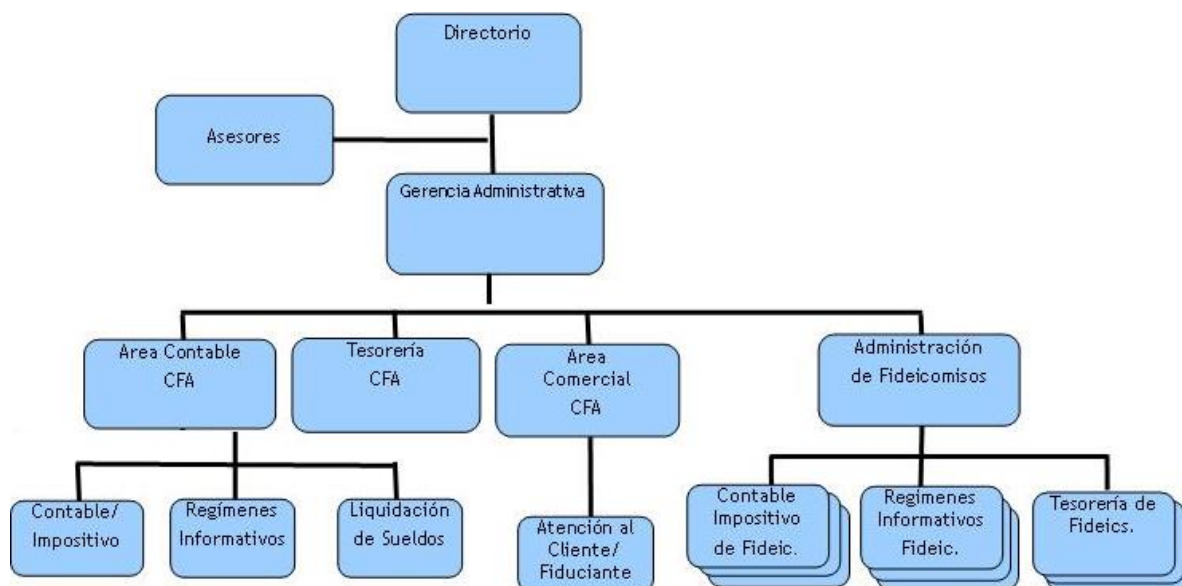 Directorio
Asesores
Gerencia Administrativa
Area Contable
CFA
Tesorería
CFA
Area
Comercial
CFA
Administración
de Fideicomisos
Contable/
Impositivo
Regímenes
Informativos
Liquidación
de Sueldos
Atención al
Cliente/
Fiduciante
Contable
Impositivo
de Fideic.
Regimenes
Informativos
Fideic.
Tesorería de
Fideics.